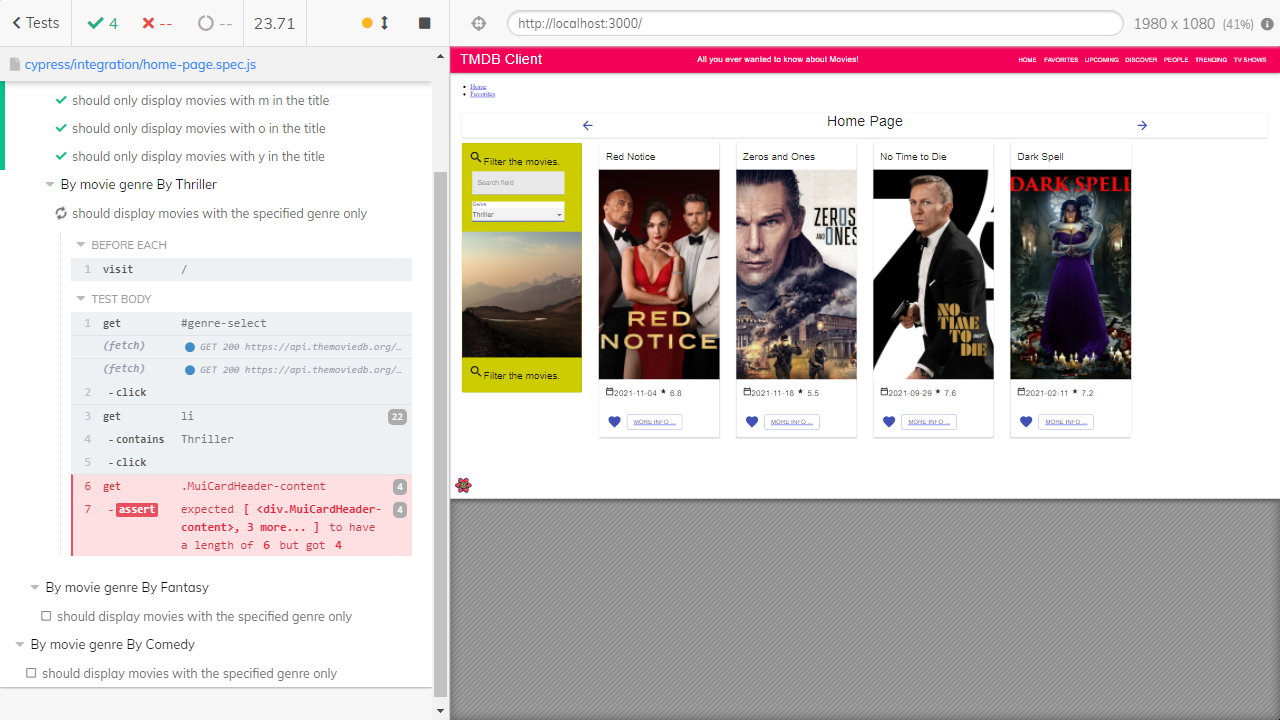 Tests
4
--
--
23.71
http://localhost:3000/
1980 x 1080 (41%)
cypress/integration/home-page.spec.js
should only display movies with m in the title
should only display movies with o in the title
should only display movies with y in the title
By movie genre By Thriller
should display movies with the specified genre only
BEFORE EACH
1 visit /
TEST BODY
1 get #genre-select
(fetch) GET 200 https://api.themoviedb.org/…
(fetch) GET 200 https://api.themoviedb.org/…
2 - click
3 get li 22
4 - contains Thriller
5 - click
6 get .MuiCardHeader-content 4
7 - assert expected [ <div.MuiCardHeader- 4
content>, 3 more... ] to have
a length of 6 but got 4
By movie genre By Fantasy
should display movies with the specified genre only
By movie genre By Comedy
should display movies with the specified genre only
TMDB Client
All you ever wanted to know about Movies!
HOME FAVORITES UPCOMING DISCOVER PEOPLE TRENDING TV SHOWS
Home
Favorites
Home Page
Filter the movies.
Search field
Genre
Thriller
Filter the movies.
Red Notice
RED
NOTICE
2021-11-04 6.8
MORE INFO ...
Zeros and Ones
ZEROS
AND ONES
2021-11-18 5.5
MORE INFO ...
No Time to Die
NO
TIME
TO DIE
007
2021-09-29 7.6
MORE INFO ...
Dark Spell
DARK SPELL
2021-02-11 7.2
MORE INFO ...